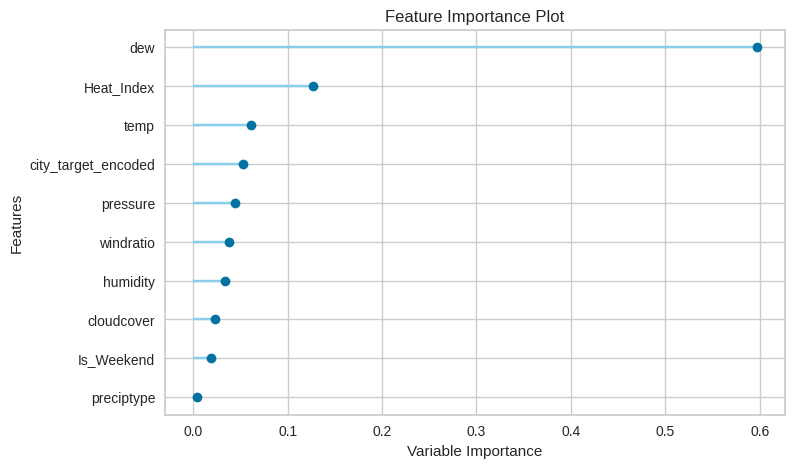 Feature Importance Plot
Features
dew
Heat_Index
temp
city_target_encoded
pressure
windratio
humidity
cloudcover
Is_Weekend
preciptype
0.0 0.1 0.2 0.3 0.4 0.5 0.6
Variable Importance